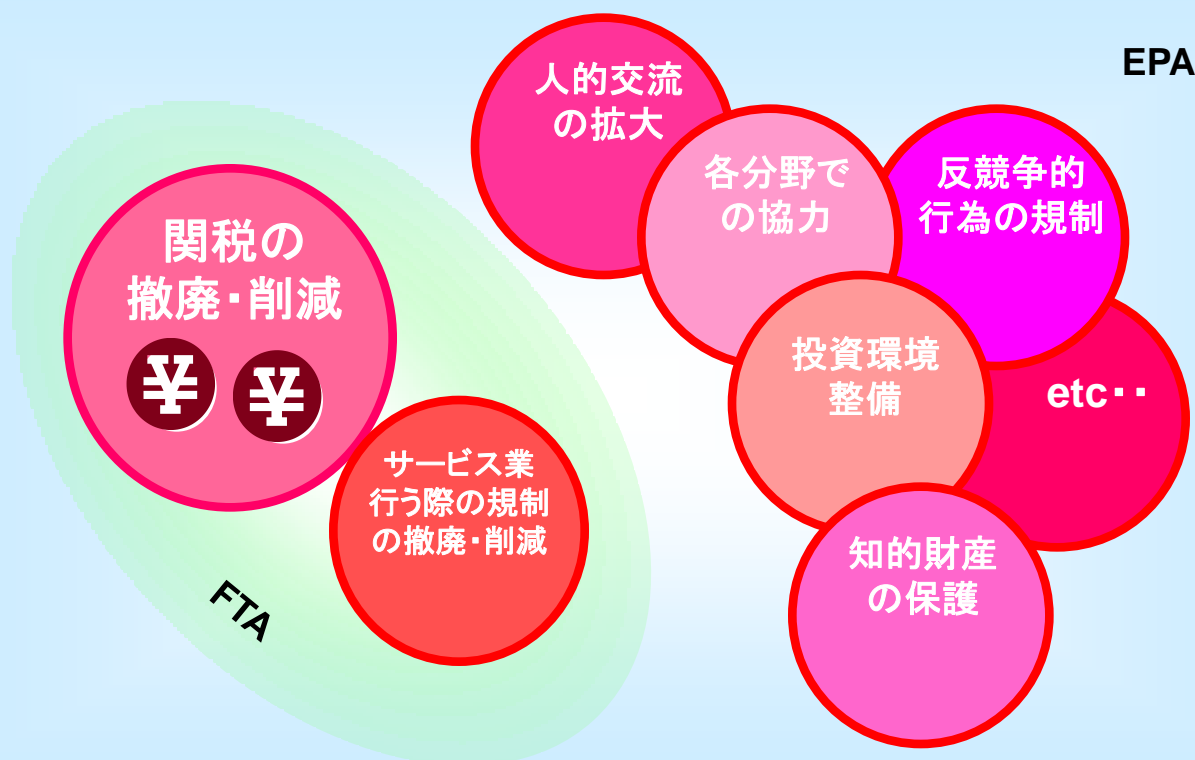 EPA
人的交流
の拡大
各分野で
の協力
反競争的
行為の規制
関税の
撤廃・削減
¥ ¥
投資環境
整備
etc・・
サービス業
行う際の規制
の撤廃・削減
知的財産
の保護
FTA